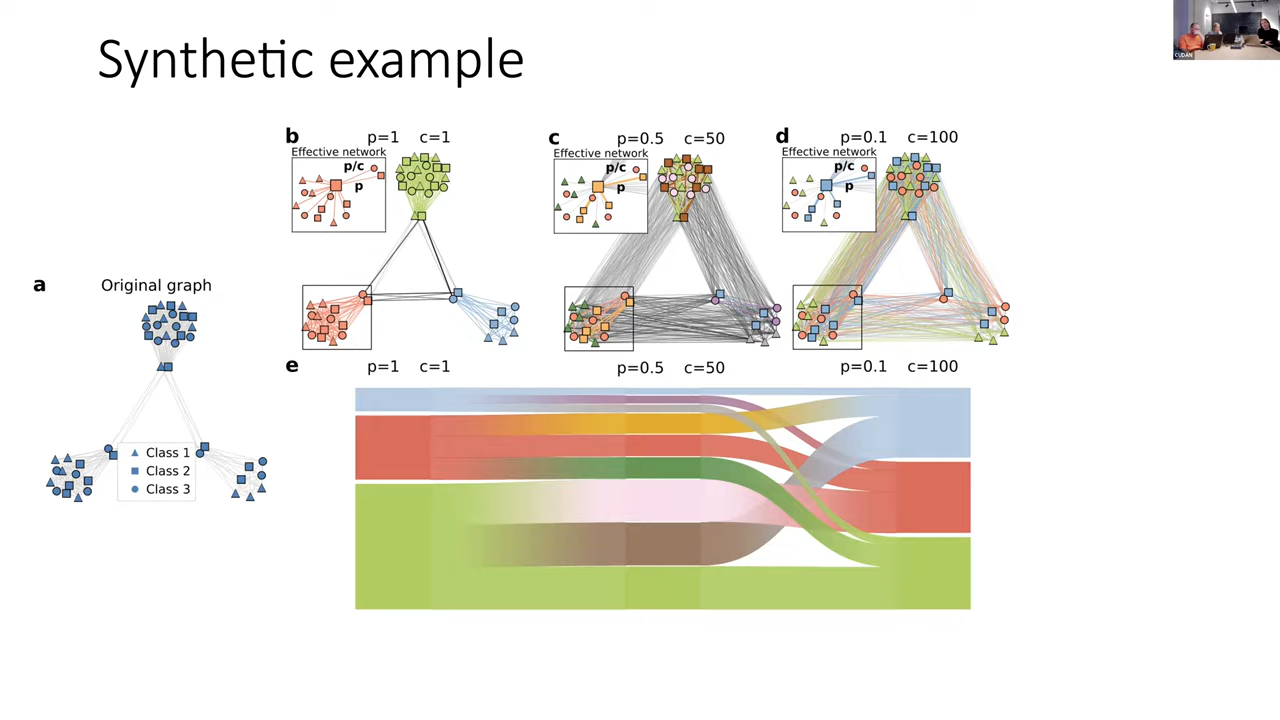 Synthetic example
CUDAN
a
Original graph
Class 1
Class 2
Class 3
b
p=1 c=1
Effective network
p/c
p
c
p=0.5 c=50
Effective network
p/c
p
d
p=0.1 c=100
Effective network
p/c
p
e
p=1 c=1
p=0.5 c=50
p=0.1 c=100